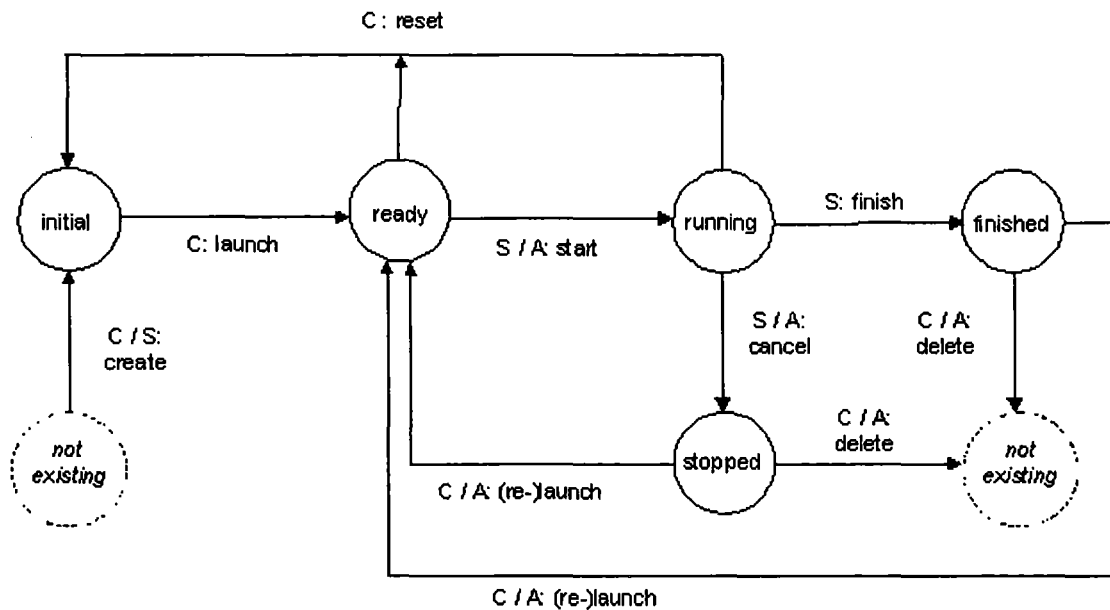 C : reset
initial
ready
running
S: finish
finished
C: launch
S / A: start
C / S:
create
S / A:
cancel
C / A:
delete
not
existing
stopped
C / A:
delete
not
existing
C / A: (re-)launch
C / A: (re-)launch